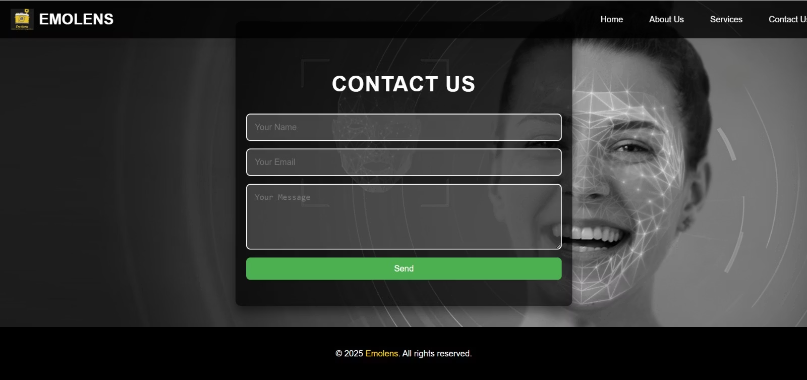 EMOLENS
Home About Us Services Contact U
CONTACT US
Your Name
Your Email
Your Message
Send
© 2025 Emolens. All rights reserved.